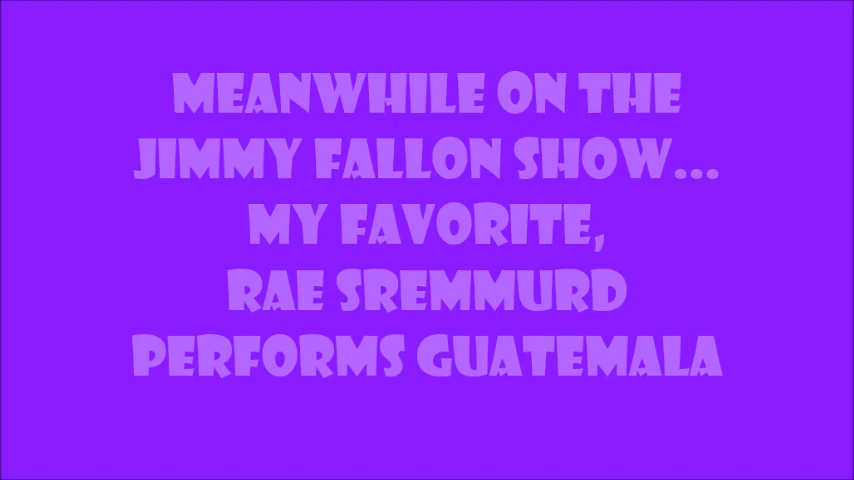 MEANWHILE ON THE
JIMMY FALLON SHOW...
MY FAVORITE,
RAE SREMMURD
PERFORMS GUATEMALA